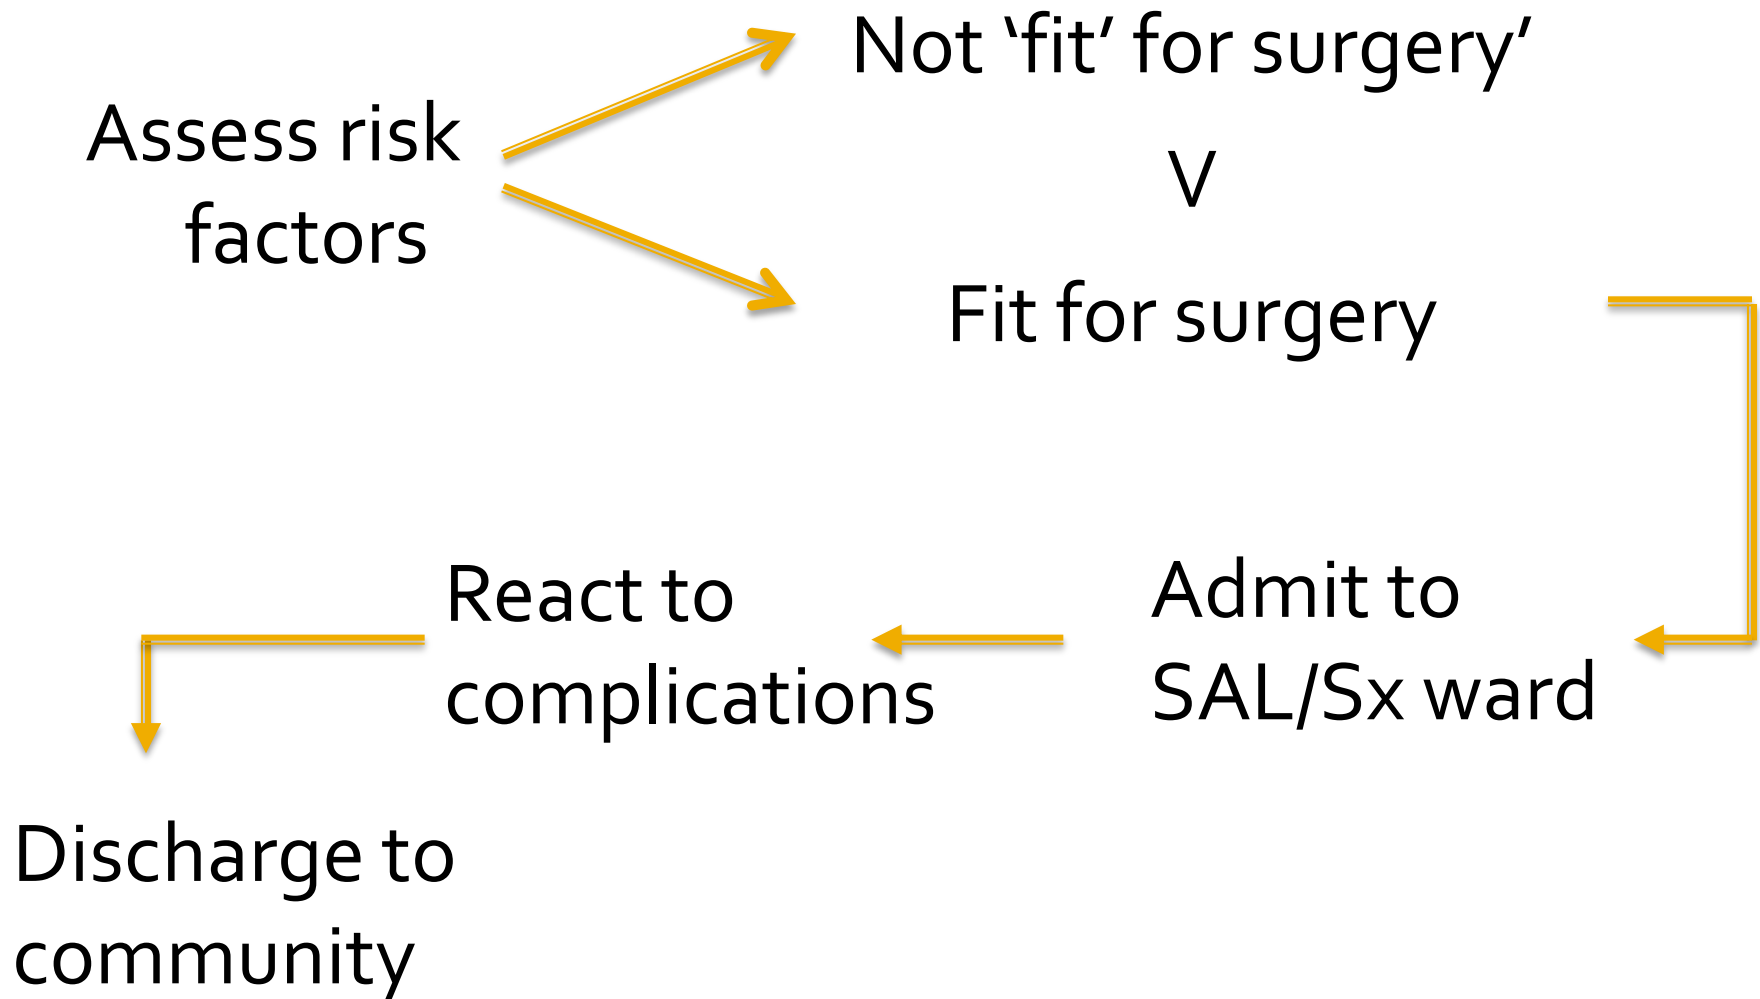 Assess risk
factors
Not ‘fit’ for surgery’
V
Fit for surgery
Admit to
SAL/Sx ward
React to
complications
Discharge to
community